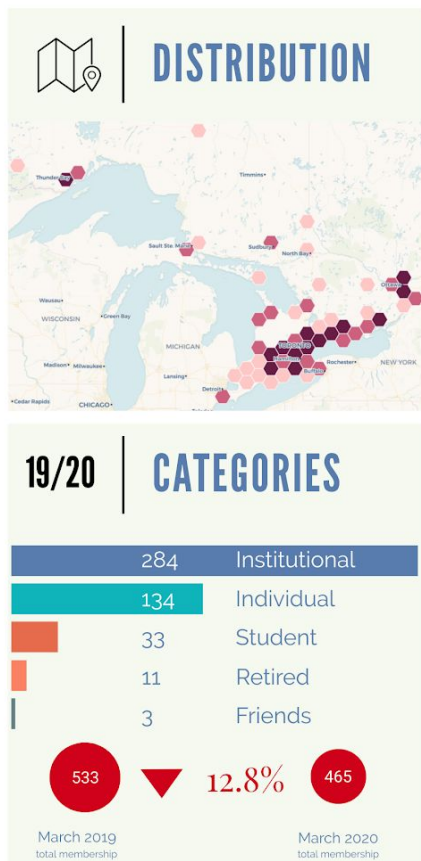 DISTRIBUTION
Thunder Bay
Timmins
Sault Ste. Marie
Sudbury
North Bay
Ottawa
Wausau
WISCONSIN
Green Bay
MICHIGAN
TORONTO
Hamilton
Rochester
NEW YORK
Madison
Milwaukee
Lansing
Buffalo
Detroit
Cedar Rapids
CHICAGO
19/20
CATEGORIES
284 Institutional
134 Individual
33 Student
11 Retired
3 Friends
533 12.8% 465
March 2019 March 2020
total membership total membership